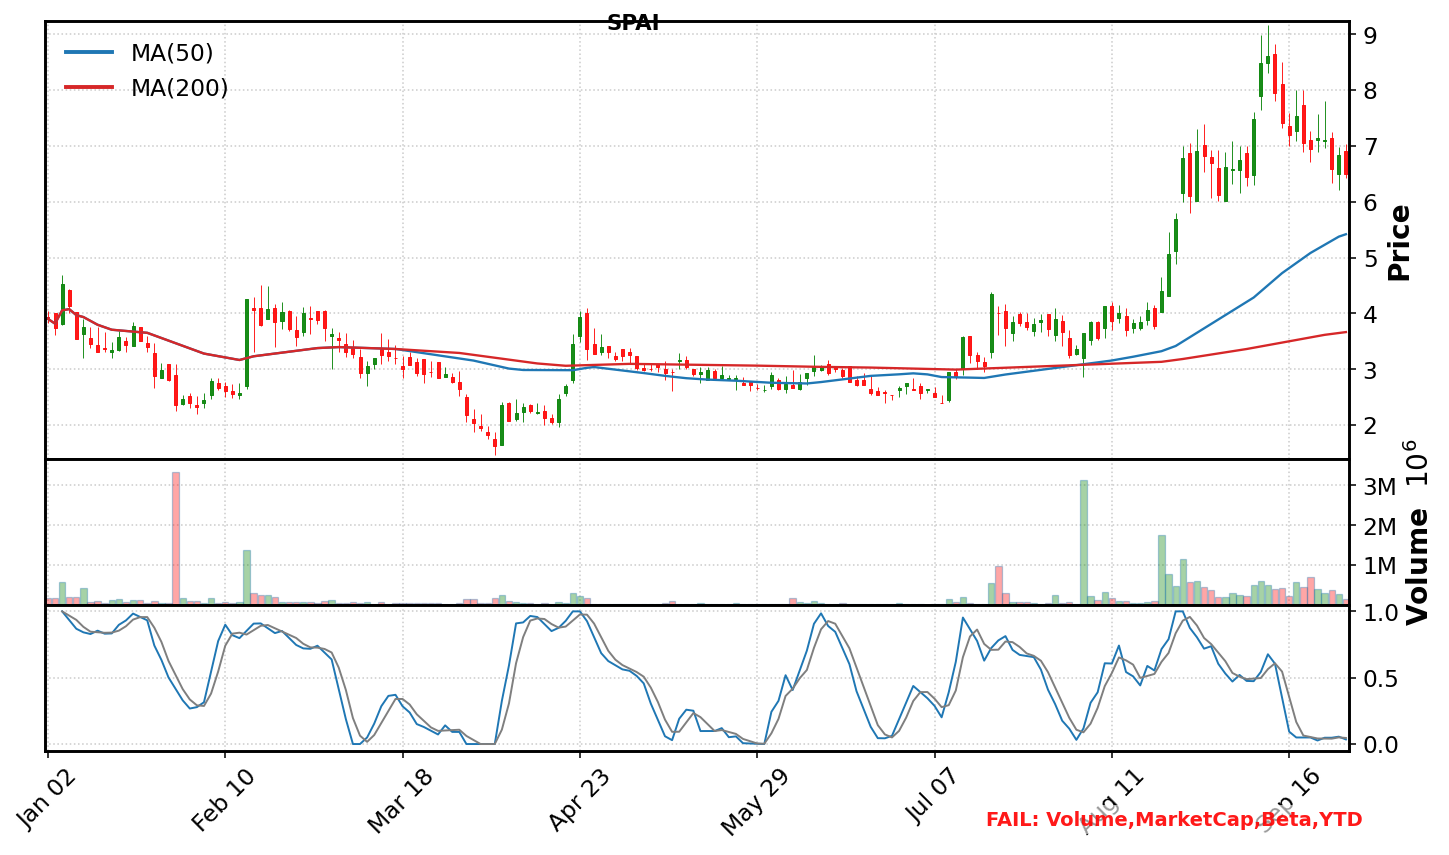 SPAI
MA(50)
MA(200)
9
8
7
6
5
4
3
2
Price
10^6
3M
2M
1M
Volume
1.0
0.5
0.0
Jan 02
Feb 10
Mar 18
Apr 23
May 29
Jul 07
Aug 11
Sep 16
FAIL: Volume,MarketCap,Beta,YTD